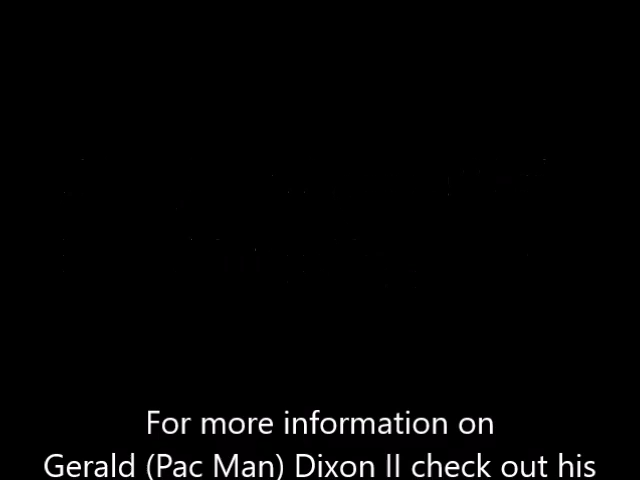 For more information on
Gerald (Pac Man) Dixon II check out his